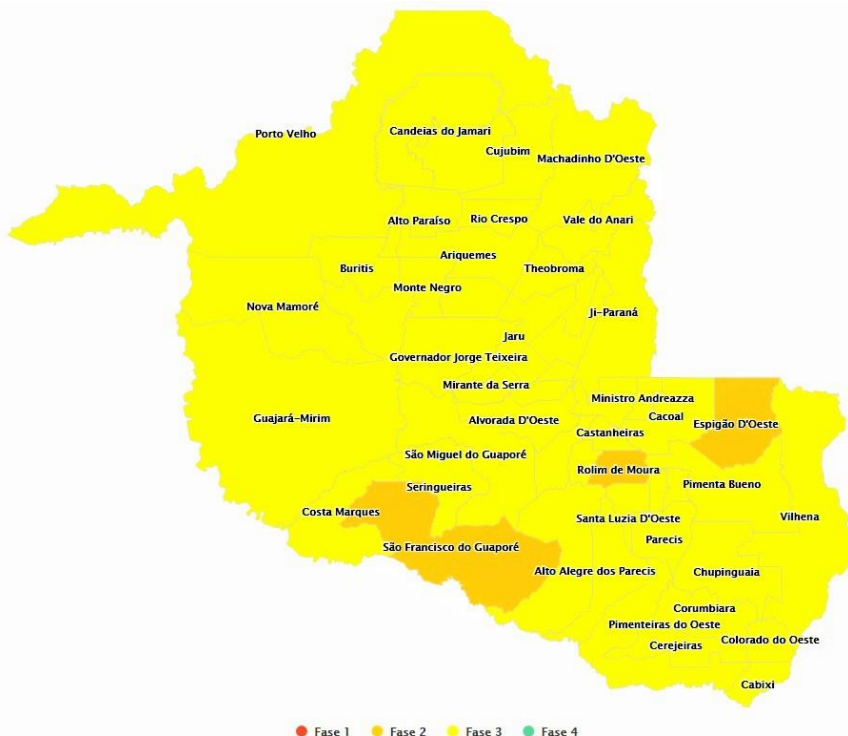 Porto Velho
Candeias do Jamari
Cujubim
Machadinho D'Oeste
Alto Paraíso
Rio Crespo
Vale do Anari
Ariquemes
Buritis
Theobroma
Monte Negro
Nova Mamoré
Ji-Paraná
Jaru
Governador Jorge Teixeira
Mirante da Serra
Ministro Andreazza
Guajará-Mirim
Cacoal
Alvorada D'Oeste
Espigão D'Oeste
Castanheiras
São Miguel do Guaporé
Rolim de Moura
Seringueiras
Pimenta Bueno
Costa Marques
Santa Luzia D'Oeste
Vilhena
Parecis
São Francisco do Guaporé
Alto Alegre dos Parecis
Chupinguaia
Corumbiara
Pimenteiras do Oeste
Colorado do Oeste
Cerejeiras
Cabixi
Fase 1 Fase 2 Fase 3 Fase 4